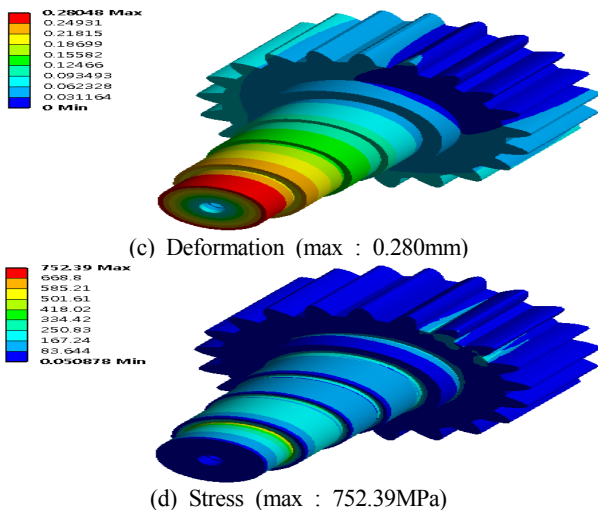 0.28048 Max
0.24931
0.21815
0.18699
0.15582
0.12466
0.093493
0.062328
0.031164
0 Min
(c) Deformation (max : 0.280mm)
752.39 Max
668.8
585.21
501.61
418.02
334.42
250.83
167.24
83.644
0.050878 Min
(d) Stress (max : 752.39MPa)